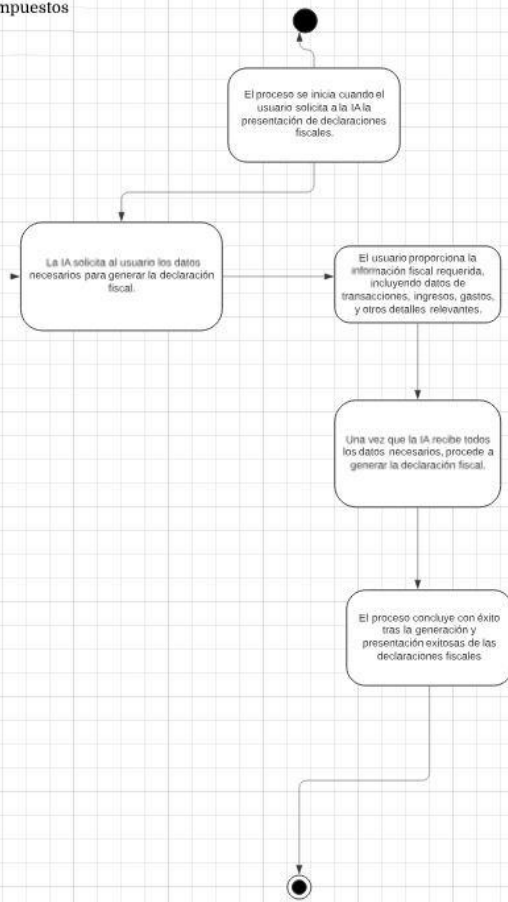 mpuestos
El proceso se inicia cuando el
usuario solicita a la IA la
presentación de declaraciones
fiscales.
La IA solicita al usuario los datos
necesarios para generar la declaración
fiscal.
El usuario proporciona la
información fiscal requerida,
incluyendo datos de
transacciones, ingresos, gastos,
y otros detalles relevantes.
Una vez que la IA recibe todos
los datos necesarios, procede a
generar la declaración fiscal.
El proceso concluye con éxito
tras la generación y
presentación exitosas de las
declaraciones fiscales